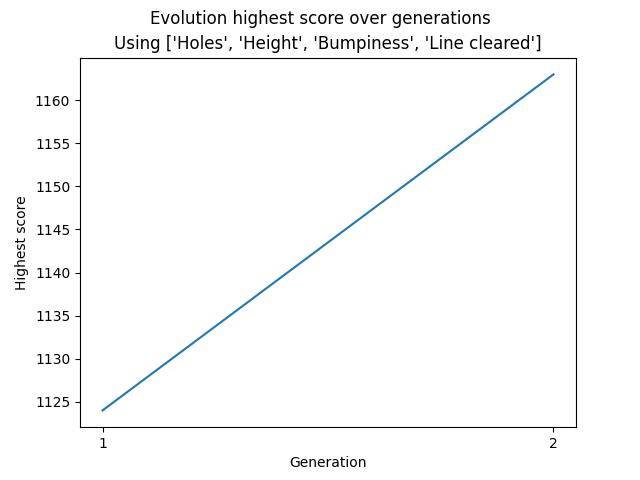 Evolution highest score over generations
Using ['Holes', 'Height', 'Bumpiness', 'Line cleared']
Highest score
1160
1155
1150
1145
1140
1135
1130
1125
1
2
Generation